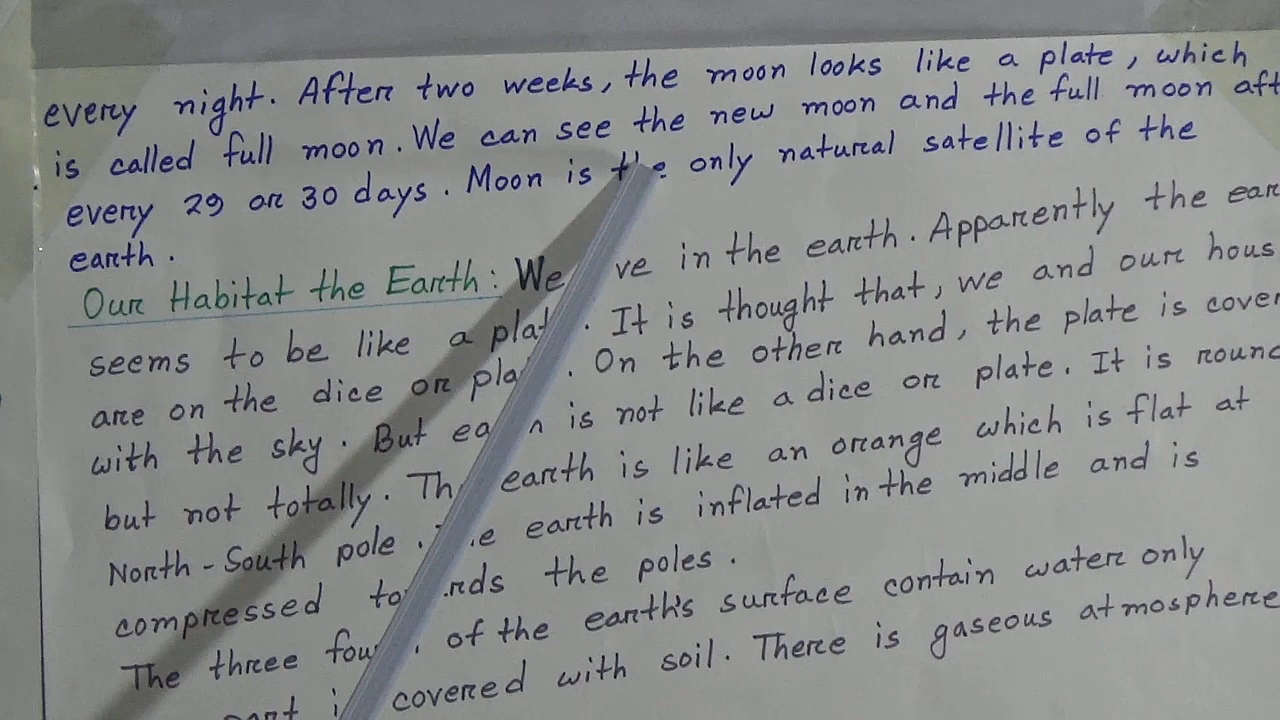 every night. After two weeks, the moon looks like a plate, which
is called full moon. We can see the new moon and the full moon aft
every 29 or 30 days. Moon is the only natural satellite of the
earth.
Our Habitat the Earth: We ve in the earth. Apparently the ear
seems to be like a plat . It is thought that, we and our hous
are on the dice or pla . On the other hand, the plate is cover
with the sky. But ea h is not like a dice or plate. It is round
but not totally. Th earth is like an orange which is flat at
North-South pole. e earth is inflated in the middle and is
compressed to rds the poles.
The three fou of the earth's surface contain water only
part i covered with soil. There is gaseous atmosphere